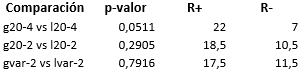 Comparación p-valor R+ R-
g20-4 vs l20-4 0,0511 22 7
g20-2 vs l20-2 0,2905 18,5 10,5
gvar-2 vs lvar-2 0,7916 17,5 11,5